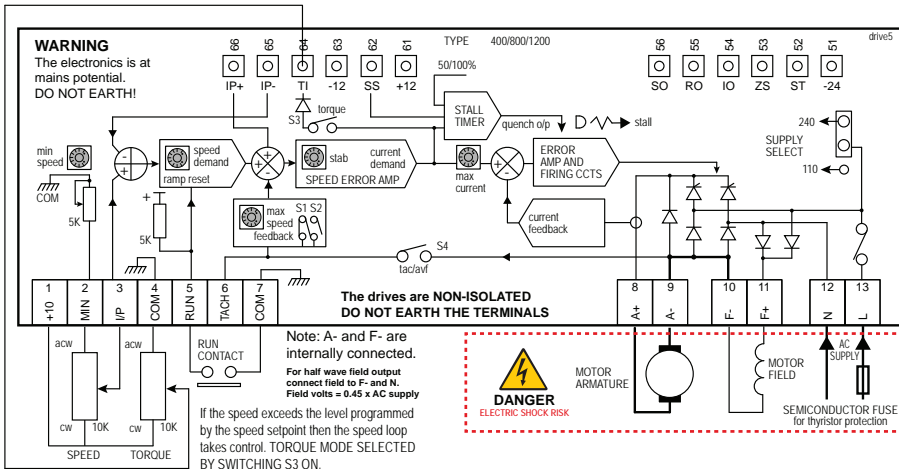 WARNING
The electronics is at
mains potential.
DO NOT EARTH!
66
65
64
63
62
61
TYPE 400/800/1200
56
55
54
53
52
51
drive5
IP+
IP-
TI
-12
SS
+12
50/100%
SO
RO
IO
ZS
ST
-24
S3
torque
STALL
TIMER
quench o/p
stall
240
SUPPLY
SELECT
110
min
speed
COM
5K
-
+
speed
demand
ramp reset
+
5K
+
-
+
+
stab
current
demand
SPEED ERROR AMP
max
current
+
-
ERROR
AMP AND
FIRING CCTS
max
speed
feedback
S1 S2
current
feedback
S4
tac/avf
1
+10
2
MIN
3
I/P
4
COM
5
RUN
6
TACH
7
COM
The drives are NON-ISOLATED
DO NOT EARTH THE TERMINALS
8
A+
9
A-
10
F-
11
F+
12
N
13
L
acw
cw
10K
SPEED
acw
cw
10K
TORQUE
RUN
CONTACT
Note: A- and F- are
internally connected.
For half wave field output
connect field to F- and N.
Field volts = 0.45 x AC supply
If the speed exceeds the level programmed
by the speed setpoint then the speed loop
takes control. TORQUE MODE SELECTED
BY SWITCHING S3 ON.
DANGER
ELECTRIC SHOCK RISK
MOTOR
ARMATURE
MOTOR
FIELD
AC
SUPPLY
SEMICONDUCTOR FUSE
for thyristor protection